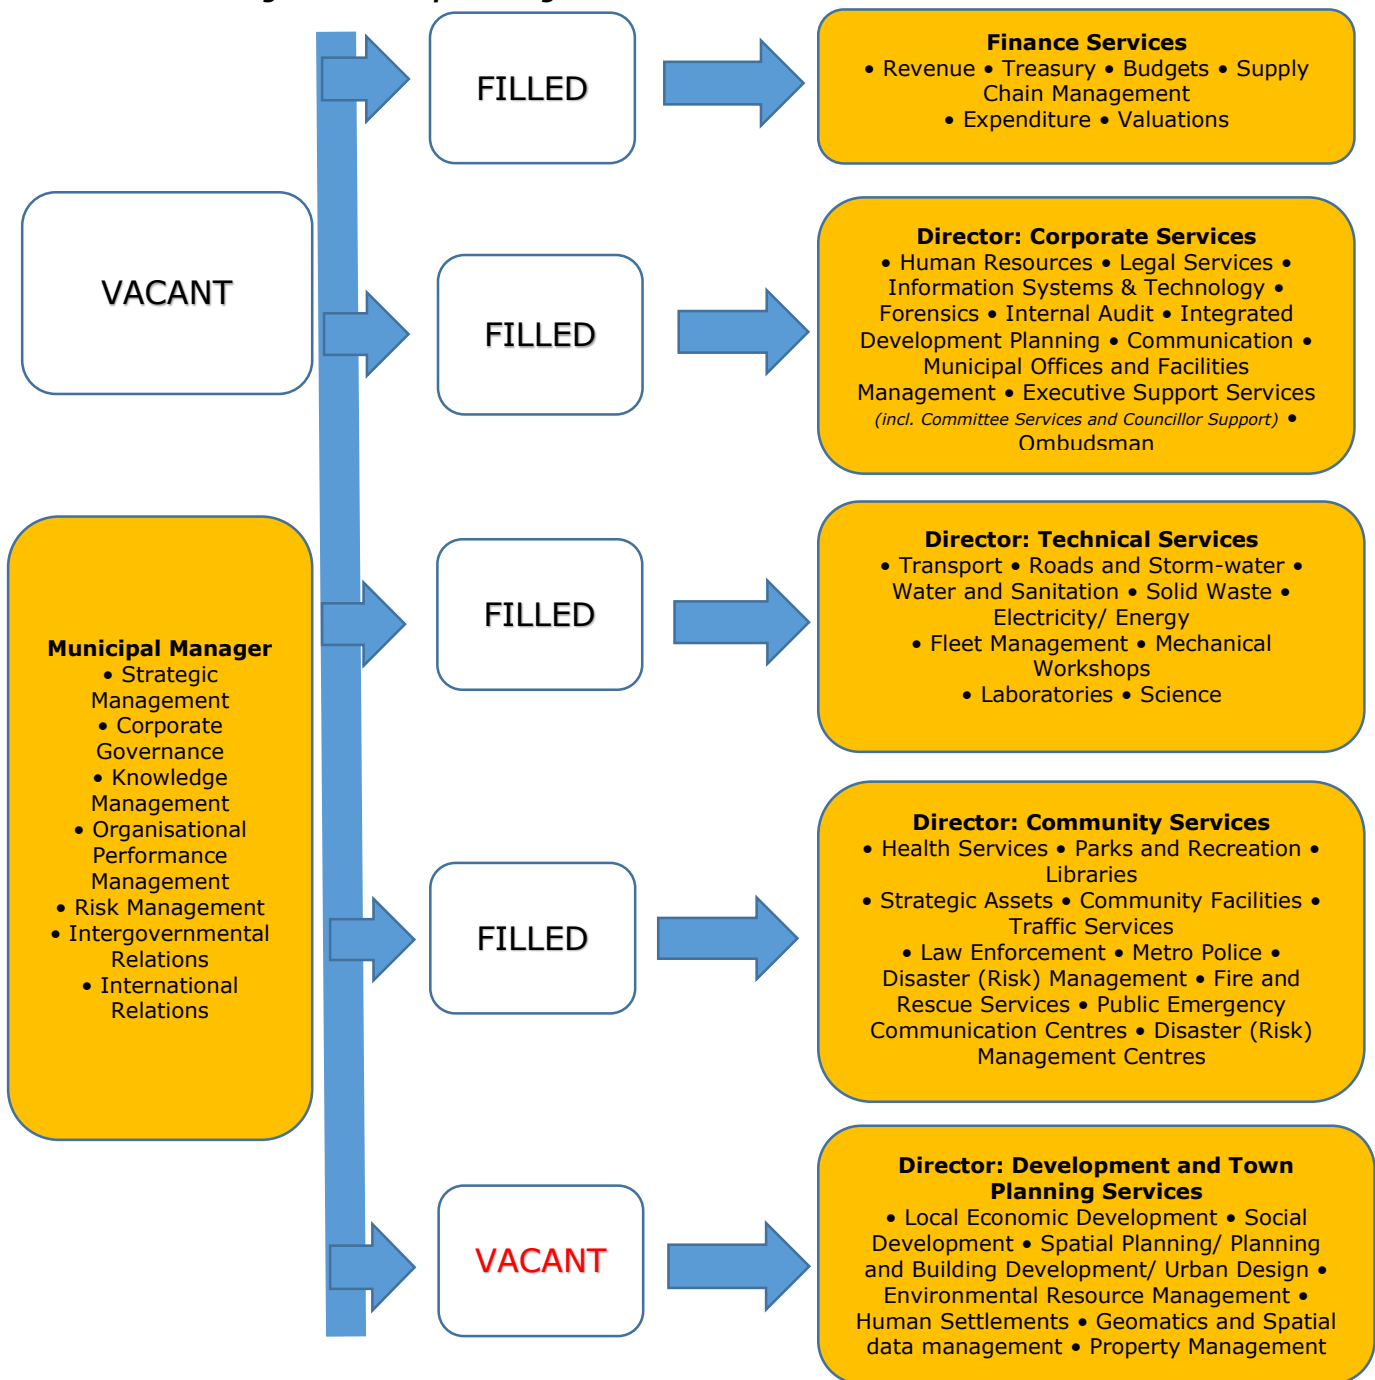 FILLED
Finance Services
• Revenue • Treasury • Budgets • Supply
Chain Management
• Expenditure • Valuations
VACANT
FILLED
Director: Corporate Services
• Human Resources • Legal Services •
Information Systems & Technology •
Forensics • Internal Audit • Integrated
Development Planning • Communication •
Municipal Offices and Facilities
Management • Executive Support Services
(incl. Committee Services and Councillor Support) •
Ombudsman
Municipal Manager
• Strategic
Management
• Corporate
Governance
• Knowledge
Management
• Organisational
Performance
Management
• Risk Management
• Intergovernmental
Relations
• International
Relations
FILLED
Director: Technical Services
• Transport • Roads and Storm-water •
Water and Sanitation • Solid Waste •
Electricity/ Energy
• Fleet Management • Mechanical
Workshops
• Laboratories • Science
FILLED
Director: Community Services
• Health Services • Parks and Recreation •
Libraries
• Strategic Assets • Community Facilities •
Traffic Services
• Law Enforcement • Metro Police •
Disaster (Risk) Management • Fire and
Rescue Services • Public Emergency
Communication Centres • Disaster (Risk)
Management Centres
VACANT
Director: Development and Town
Planning Services
• Local Economic Development • Social
Development • Spatial Planning/ Planning
and Building Development/ Urban Design •
Environmental Resource Management •
Human Settlements • Geomatics and Spatial
data management • Property Management